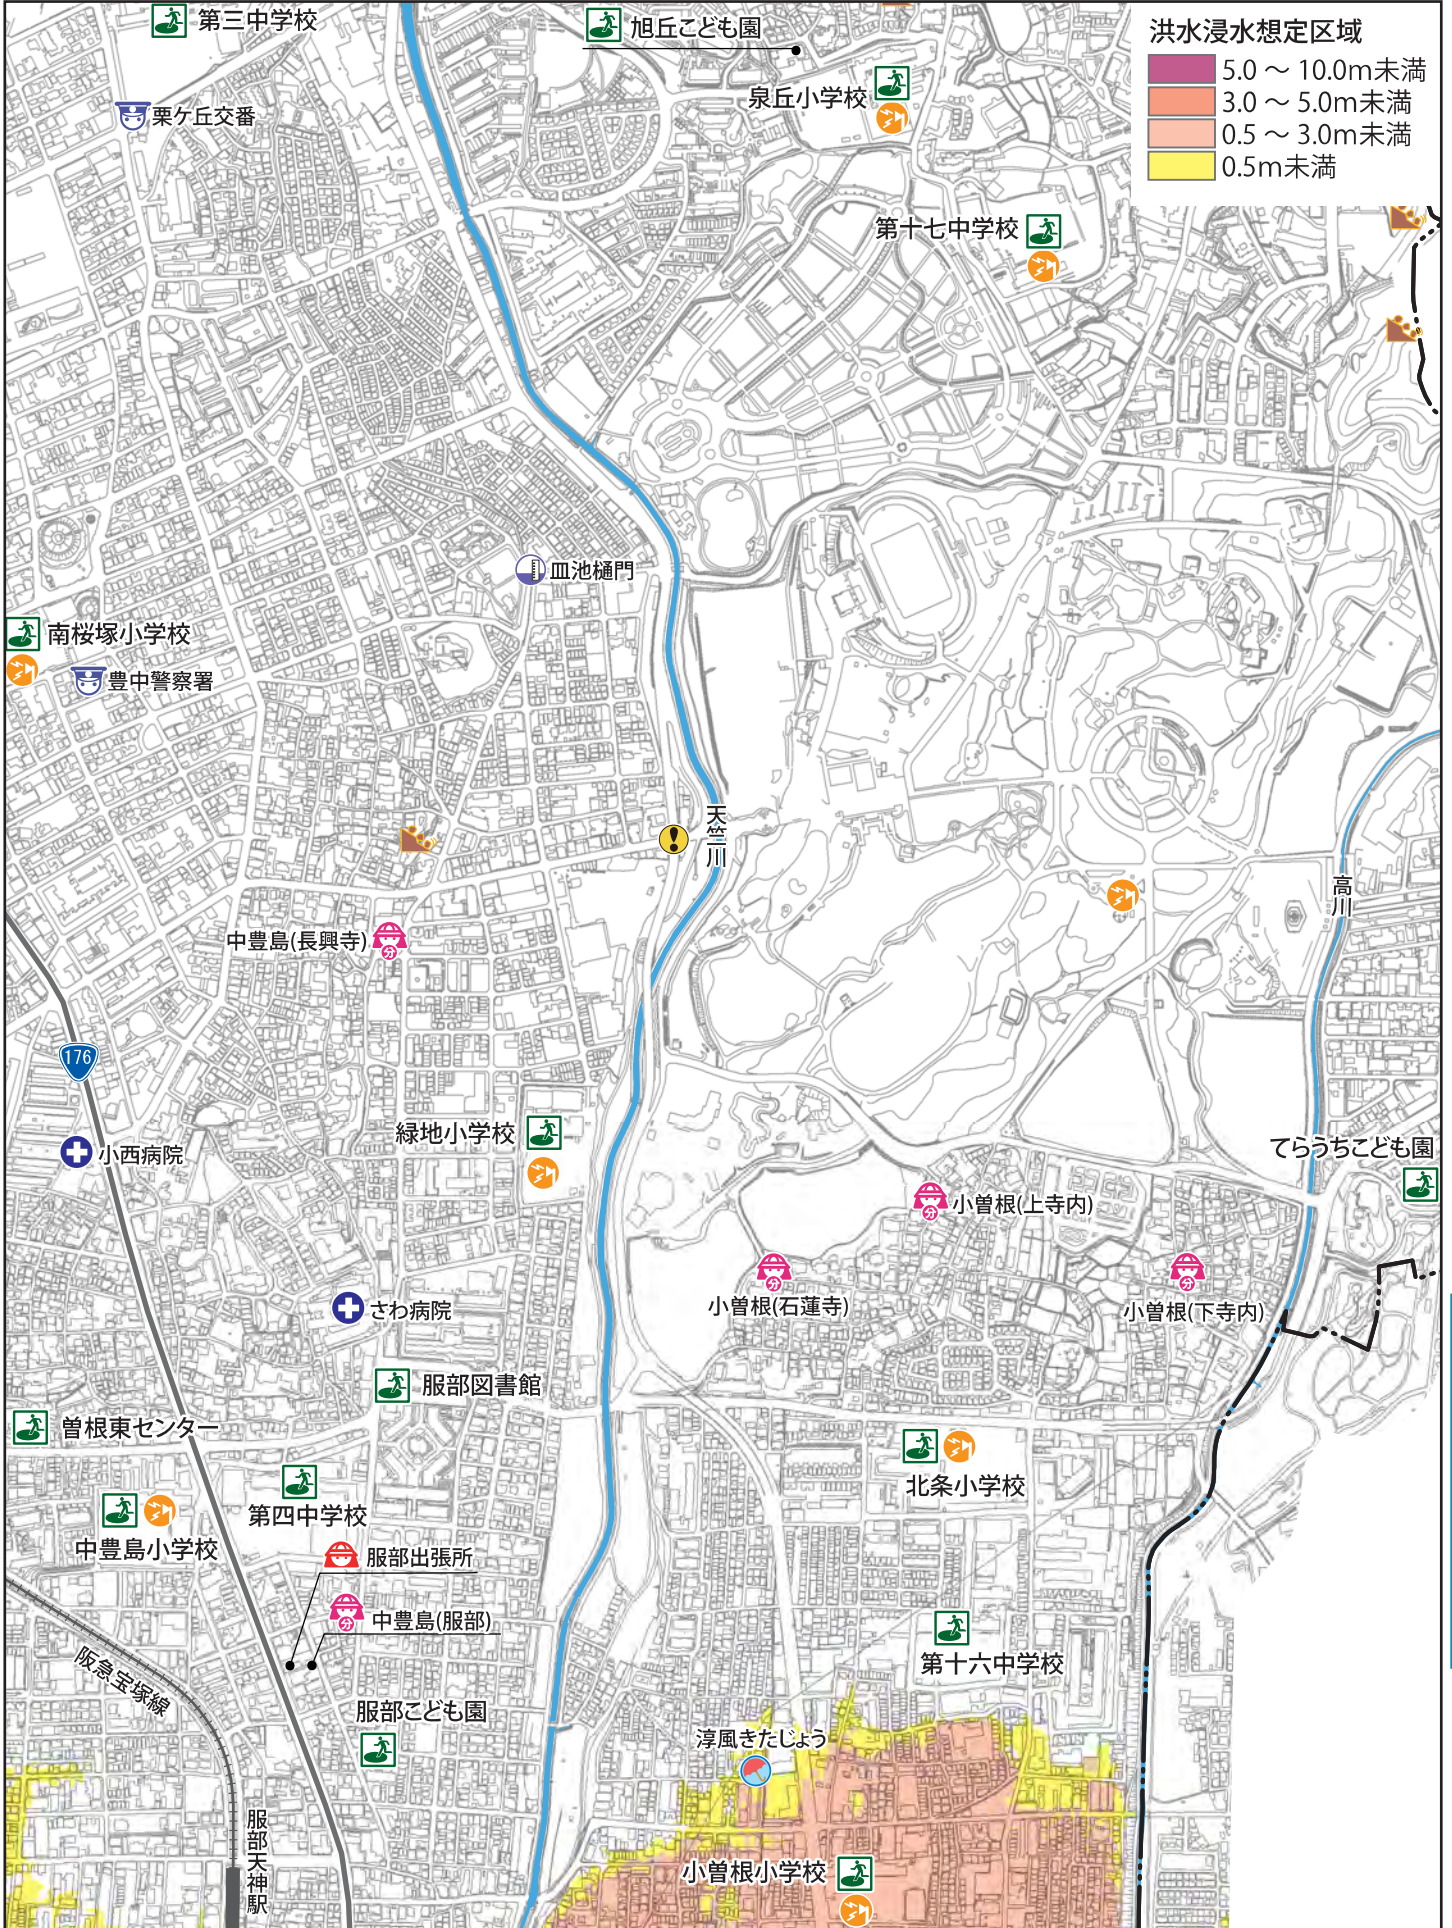 第三中学校
旭丘こども園
洪水浸水想定区域
5.0 ～ 10.0m未満
3.0 ～ 5.0m未満
0.5 ～ 3.0m未満
0.5m未満
泉丘小学校
栗ケ丘交番
第十七中学校
皿池樋門
南桜塚小学校
豊中警察署
天竺川
高川
中豊島(長興寺)
分
176
緑地小学校
小西病院
てらうちこども園
小曽根(上寺内)
分
小曽根(石蓮寺)
分
小曽根(下寺内)
分
さわ病院
服部図書館
曽根東センター
北条小学校
第四中学校
中豊島小学校
服部出張所
中豊島(服部)
分
第十六中学校
阪急宝塚線
服部こども園
淳風きたじょう
服部天神駅
小曽根小学校